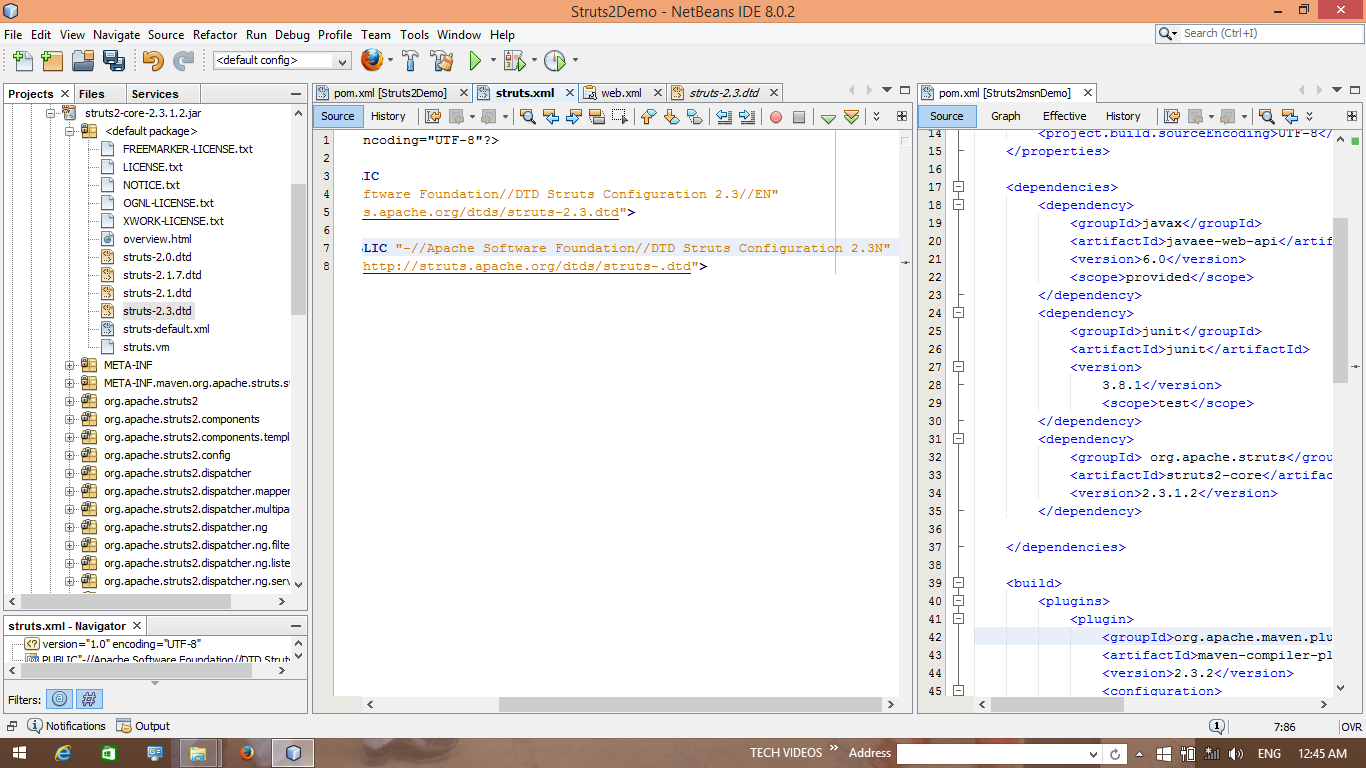 Struts2Demo - NetBeans IDE 8.0.2
File Edit View Navigate Source Refactor Run Debug Profile Team Tools Window Help
Search (Ctrl+I)
<default config>
Projects Files Services
struts2-core-2.3.1.2.jar
<default package>
FREEMARKER-LICENSE.txt
LICENSE.txt
NOTICE.txt
OGNL-LICENSE.txt
XWORK-LICENSE.txt
overview.html
struts-2.0.dtd
struts-2.1.7.dtd
struts-2.1.dtd
struts-2.3.dtd
struts-default.xml
struts.vm
META-INF
META-INF.maven.org.apache.struts.st
org.apache.struts2
org.apache.struts2.components
org.apache.struts2.components.templ
org.apache.struts2.config
org.apache.struts2.dispatcher
org.apache.struts2.dispatcher.mapper
org.apache.struts2.dispatcher.multipa
org.apache.struts2.dispatcher.ng
org.apache.struts2.dispatcher.ng.filte
org.apache.struts2.dispatcher.ng.liste
org.apache.struts2.dispatcher.ng.serv
struts.xml - Navigator
version="1.0" encoding="UTF-8"
PUBLIC"-//Apache Software Foundation//DTD Struts
Filters:
pom.xml [Struts2Demo] struts.xml web.xml struts-2.3.dtd
Source History
1 ncoding="UTF-8"?>
2
3 LIC
4 ftware Foundation//DTD Struts Configuration 2.3//EN"
5 s.apache.org/dtds/struts-2.3.dtd">
6
7 LIC "-//Apache Software Foundation//DTD Struts Configuration 2.3N"
8 http://struts.apache.org/dtds/struts-.dtd">
pom.xml [Struts2msnDemo]
Source Graph Effective History
14 <project.build.sourceEncoding>UTF-8</
15 </properties>
16
17 <dependencies>
18 <dependency>
19 <groupId>javax</groupId>
20 <artifactId>javaee-web-api</artif
21 <version>6.0</version>
22 <scope>provided</scope>
23 </dependency>
24 <dependency>
25 <groupId>junit</groupId>
26 <artifactId>junit</artifactId>
27 <version>
28 3.8.1</version>
29 <scope>test</scope>
30 </dependency>
31 <dependency>
32 <groupId> org.apache.struts</grou
33 <artifactId>struts2-core</artifac
34 <version>2.3.1.2</version>
35 </dependency>
36
37 </dependencies>
38
39 <build>
40 <plugins>
41 <plugin>
42 <groupId>org.apache.maven.plu
43 <artifactId>maven-compiler-pl
44 <version>2.3.2</version>
45 <configuration>
Notifications Output
1 7:86 OVR
TECH VIDEOS » Address ENG 12:45 AM